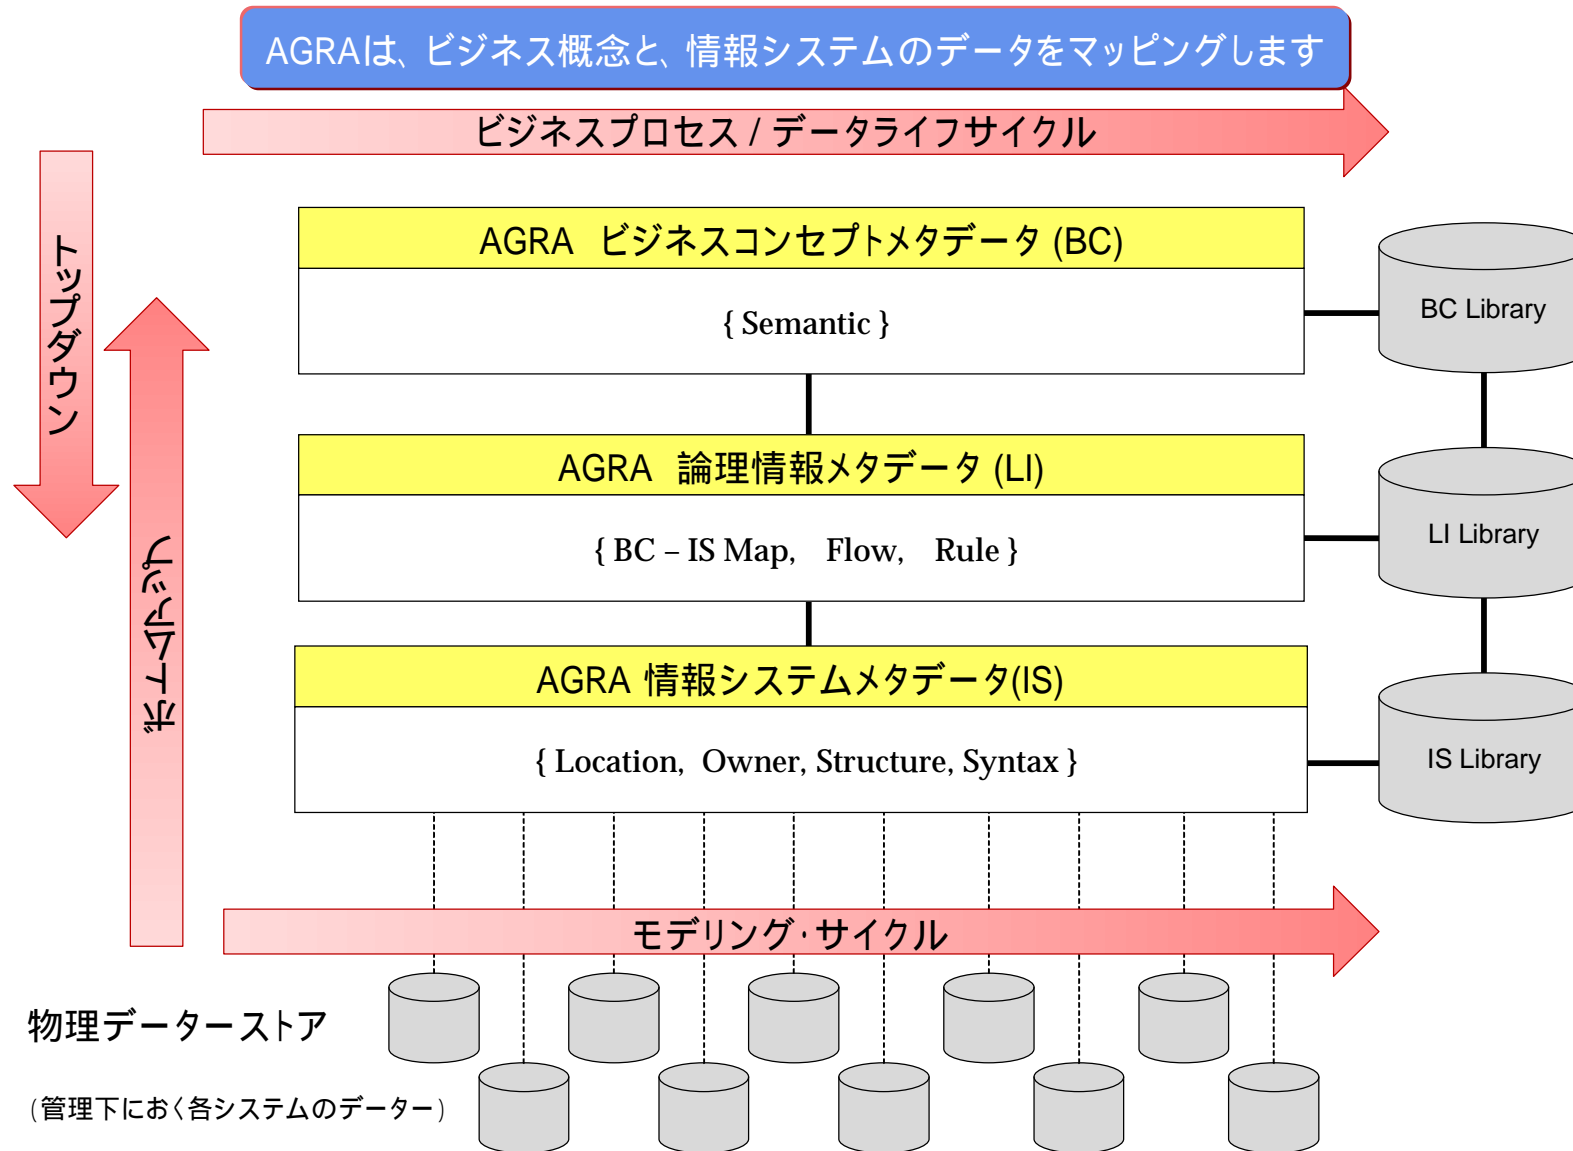 AGRAは、ビジネス概念と、情報システムのデータをマッピングします
ビジネスプロセス / データライフサイクル
トップダウン
ボトムアップ
AGRA ビジネスコンセプトメタデータ (BC)
{ Semantic }
BC Library
AGRA 論理情報メタデータ (LI)
{ BC – IS Map, Flow, Rule }
LI Library
AGRA 情報システムメタデータ(IS)
{ Location, Owner, Structure, Syntax }
IS Library
モデリング・サイクル
物理データーストア
(管理下におく各システムのデーター)